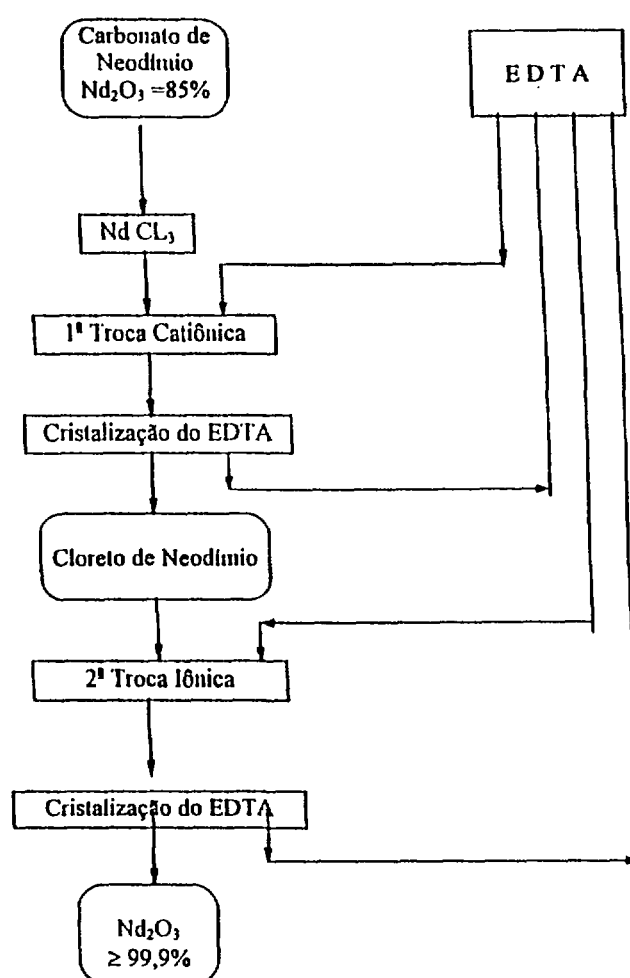 Carbonato de
Neodímio
Nd₂O₃ =85%
E D T A
Nd CL₃
1ª Troca Catiônica
Cristalização do EDTA
Cloreto de Neodímio
2ª Troca Iônica
Cristalização do EDTA
Nd₂O₃
≥ 99,9%